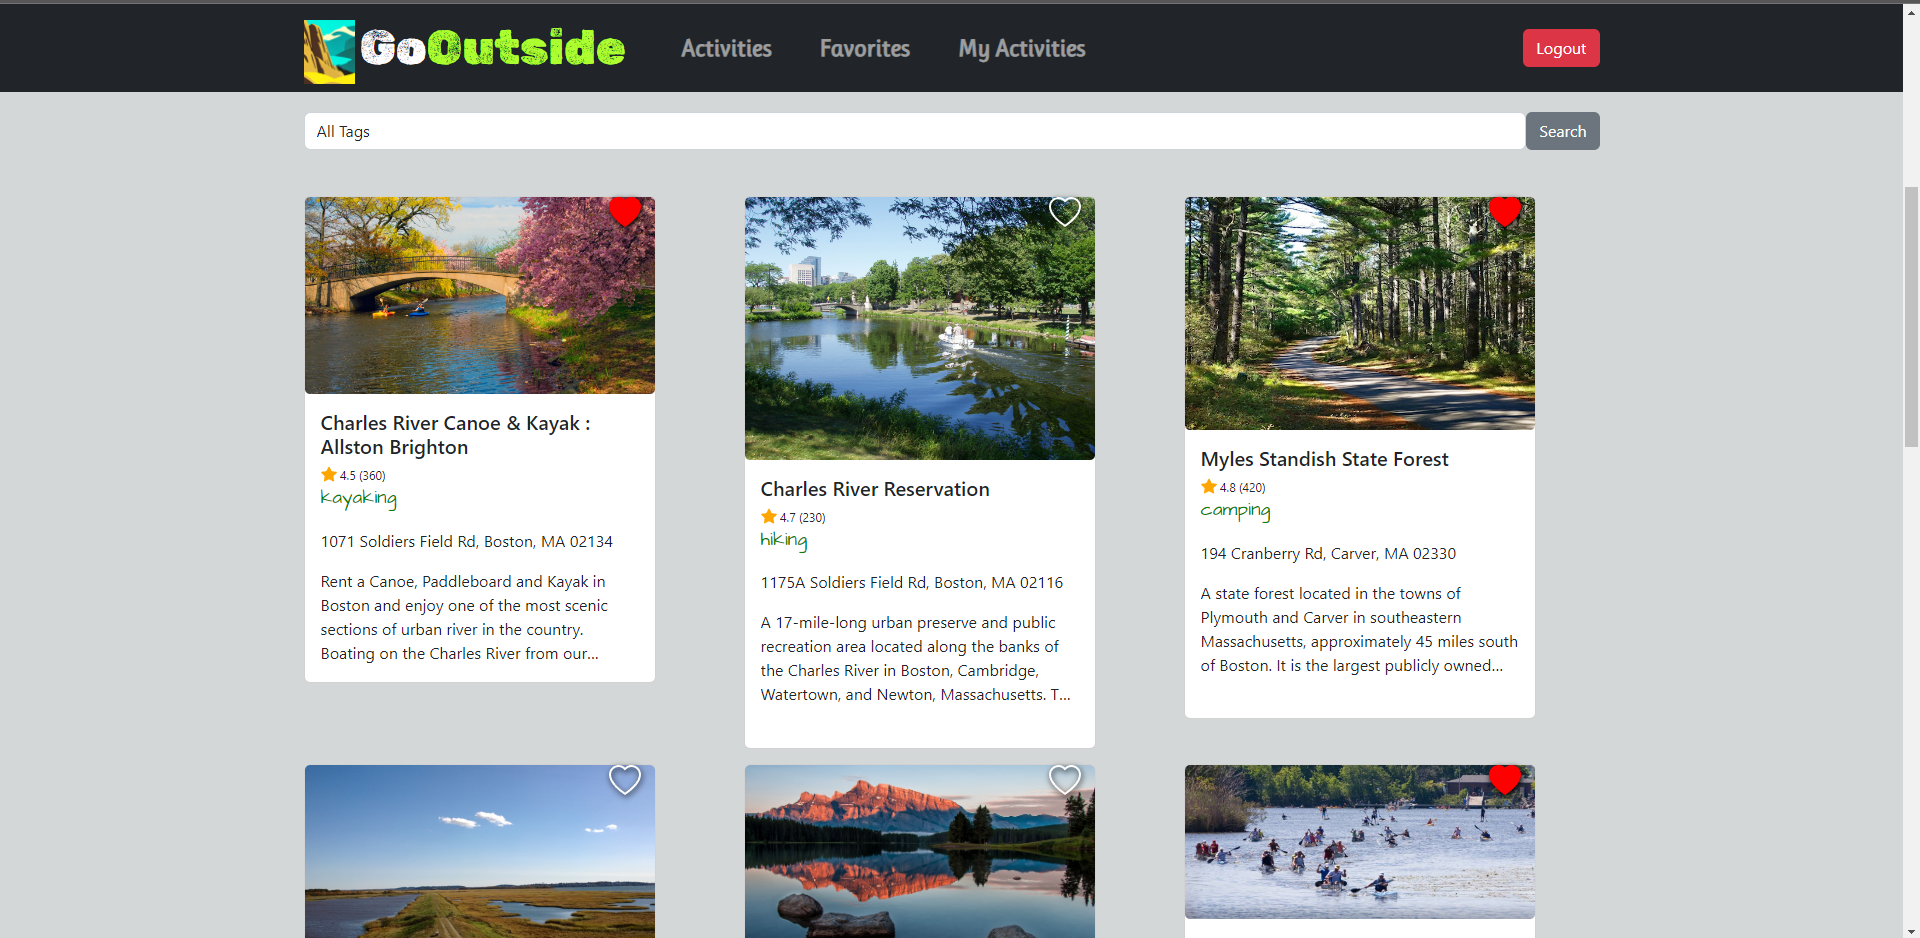 GoOutside
Activities
Favorites
My Activities
Logout
All Tags
Search
Charles River Canoe & Kayak :
Allston Brighton
4.5 (360)
kayaking
1071 Soldiers Field Rd, Boston, MA 02134
Rent a Canoe, Paddleboard and Kayak in
Boston and enjoy one of the most scenic
sections of urban river in the country.
Boating on the Charles River from our...
Charles River Reservation
4.7 (230)
hiking
1175A Soldiers Field Rd, Boston, MA 02116
A 17-mile-long urban preserve and public
recreation area located along the banks of
the Charles River in Boston, Cambridge,
Watertown, and Newton, Massachusetts. T...
Myles Standish State Forest
4.8 (420)
camping
194 Cranberry Rd, Carver, MA 02330
A state forest located in the towns of
Plymouth and Carver in southeastern
Massachusetts, approximately 45 miles south
of Boston. It is the largest publicly owned...